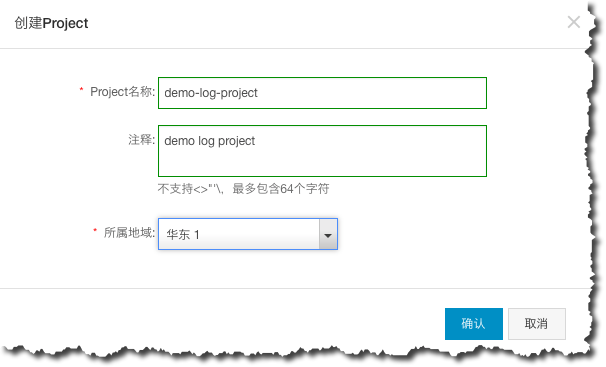 创建Project
* Project名称: demo-log-project
注释: demo log project
不支持<>"'\，最多包含64个字符
* 所属地域: 华东 1
确认 取消